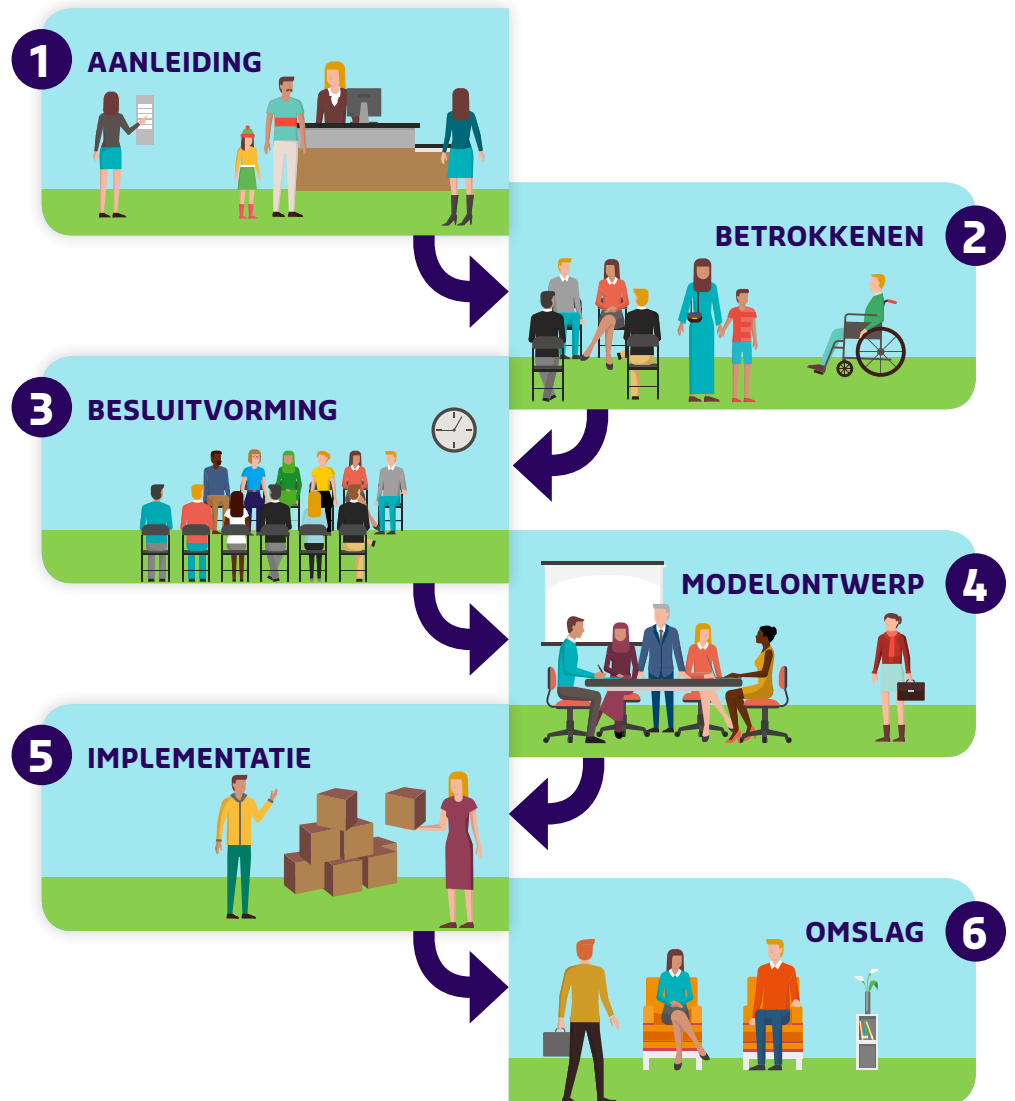 1 AANLEIDING
BETROKKENEN 2
3 BESLUITVORMING
MODELONTWERP 4
5 IMPLEMENTATIE
OMSLAG 6